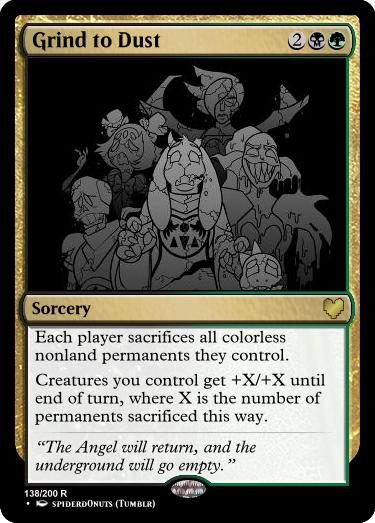 Grind to Dust
2
Sorcery
Each player sacrifices all colorless
nonland permanents they control.
Creatures you control get +X/+X until
end of turn, where X is the number of
permanents sacrificed this way.
“The Angel will return, and the
underground will go empty.”
138/200 R
• spiderd0nuts (Tumblr)